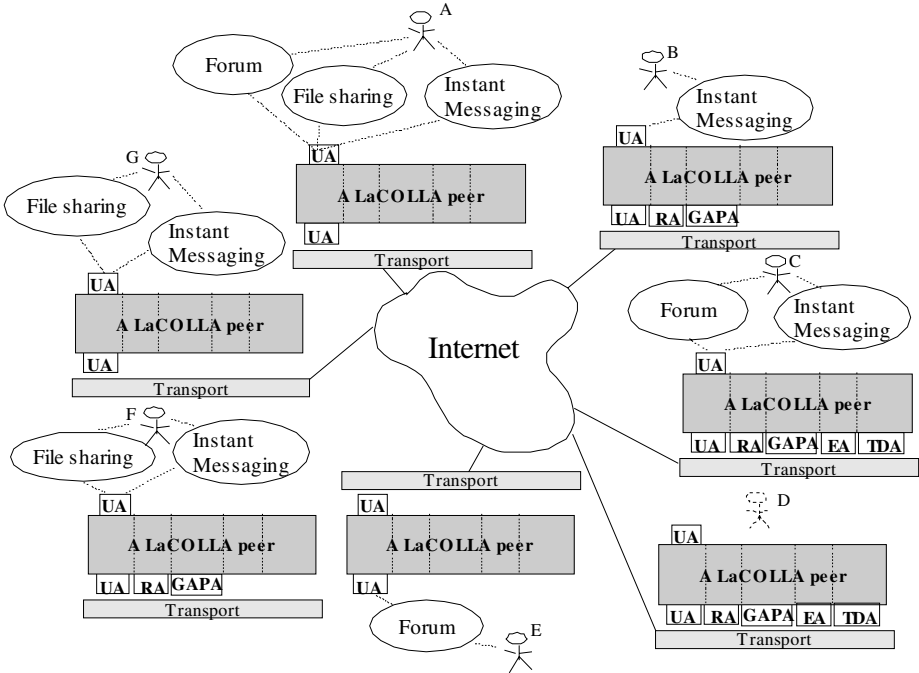 A
Forum
File sharing
Instant
Messaging
UA
A LaCOLLA peer
UA
Transport
B
Instant
Messaging
UA
A LaCOLLA peer
UA RA GAPA
Transport
G
File sharing
Instant
Messaging
UA
A LaCOLLA peer
UA
Transport
Internet
C
Forum
Instant
Messaging
UA
A LaCOLLA peer
UA RA GAPA EA TDA
Transport
F
File sharing
Instant
Messaging
UA
A LaCOLLA peer
UA RA GAPA
Transport
Transport
UA
A LaCOLLA peer
UA
Forum
E
D
UA
A LaCOLLA peer
UA RA GAPA EA TDA
Transport